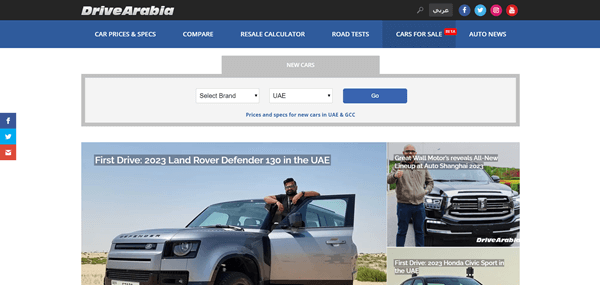 DriveArabia
عربي
CAR PRICES & SPECS
COMPARE
RESALE CALCULATOR
ROAD TESTS
CARS FOR SALE
BETA
AUTO NEWS
NEW CARS
Select Brand
UAE
Go
Prices and specs for new cars in UAE & GCC
First Drive: 2023 Land Rover Defender 130 in the UAE
Great Wall Motor's reveals All-New
Lineup at Auto Shanghai 2023
DriveArabia
First Drive: 2023 Honda Civic Sport in
the UAE